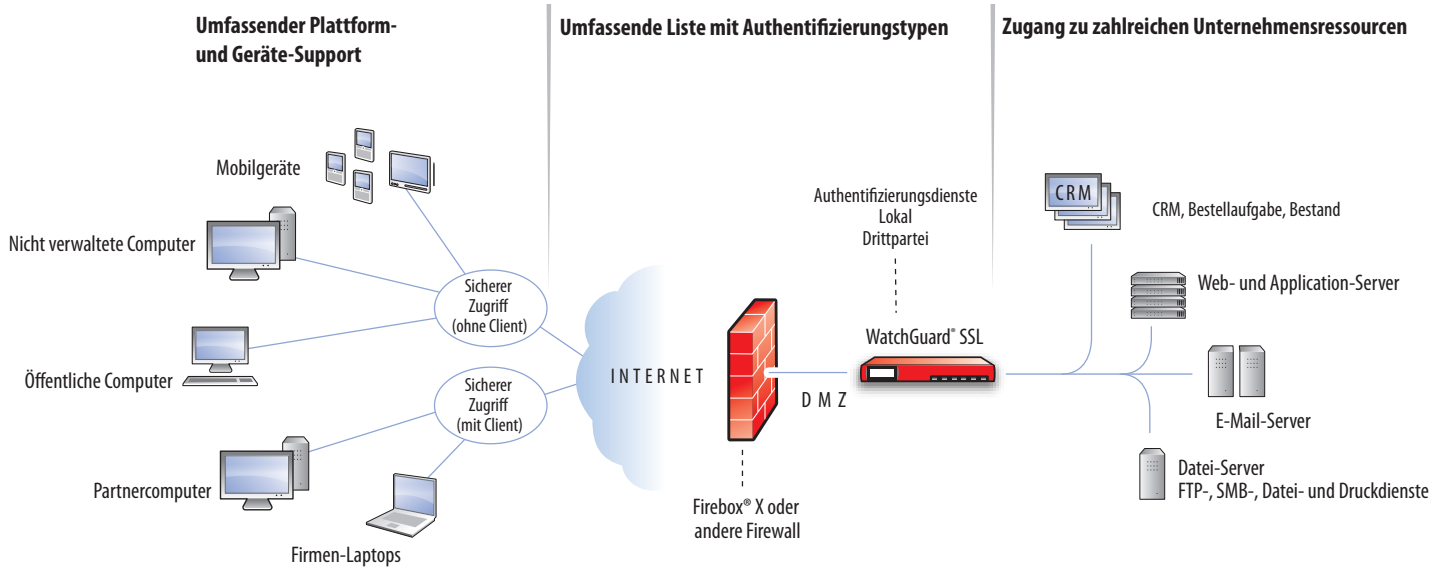 Umfassender Plattform-
und Geräte-Support
Umfassende Liste mit Authentifizierungstypen
Zugang zu zahlreichen Unternehmensressourcen
Mobilgeräte
Nicht verwaltete Computer
Öffentliche Computer
Partnercomputer
Firmen-Laptops
Sicherer
Zugriff
(ohne Client)
Sicherer
Zugriff
(mit Client)
INTERNET
Firebox® X oder
andere Firewall
DMZ
Authentifizierungsdienste
Lokal
Drittpartei
WatchGuard® SSL
CRM
CRM, Bestellaufgabe, Bestand
Web- und Application-Server
E-Mail-Server
Datei-Server
FTP-, SMB-, Datei- und Druckdienste